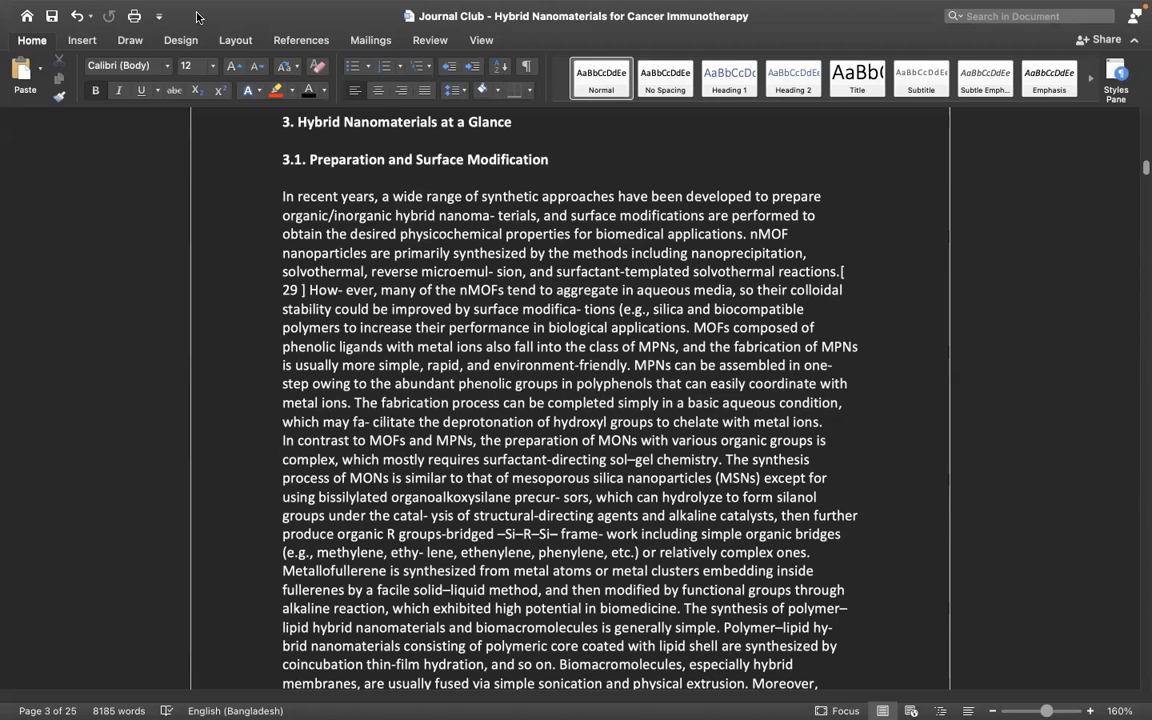 Journal Club - Hybrid Nanomaterials for Cancer Immunotherapy
Search in Document
Home Insert Draw Design Layout References Mailings Review View
Share
Paste
Calibri (Body) 12
AaBbCcDdEe AaBbCcDdEe AaBbCcDc AaBbCcDdEe AaBb( AaBbCcDdEe AaBbCcDdEe AaBbCcDdEe
Normal No Spacing Heading 1 Heading 2 Title Subtitle Subtle Emph... Emphasis
Styles
Pane
3. Hybrid Nanomaterials at a Glance
3.1. Preparation and Surface Modification
In recent years, a wide range of synthetic approaches have been developed to prepare
organic/inorganic hybrid nanoma- terials, and surface modifications are performed to
obtain the desired physicochemical properties for biomedical applications. nMOF
nanoparticles are primarily synthesized by the methods including nanoprecipitation,
solvothermal, reverse microemul- sion, and surfactant-templated solvothermal reactions.[
29 ] How- ever, many of the nMOFs tend to aggregate in aqueous media, so their colloidal
stability could be improved by surface modifica- tions (e.g., silica and biocompatible
polymers to increase their performance in biological applications. MOFs composed of
phenolic ligands with metal ions also fall into the class of MPNs, and the fabrication of MPNs
is usually more simple, rapid, and environment-friendly. MPNs can be assembled in one-
step owing to the abundant phenolic groups in polyphenols that can easily coordinate with
metal ions. The fabrication process can be completed simply in a basic aqueous condition,
which may fa- cilitate the deprotonation of hydroxyl groups to chelate with metal ions.
In contrast to MOFs and MPNs, the preparation of MONs with various organic groups is
complex, which mostly requires surfactant-directing sol–gel chemistry. The synthesis
process of MONs is similar to that of mesoporous silica nanoparticles (MSNs) except for
using bissilylated organoalkoxysilane precur- sors, which can hydrolyze to form silanol
groups under the catal- ysis of structural-directing agents and alkaline catalysts, then further
produce organic R groups-bridged –Si–R–Si– frame- work including simple organic bridges
(e.g., methylene, ethy- lene, ethenylene, phenylene, etc.) or relatively complex ones.
Metallofullerene is synthesized from metal atoms or metal clusters embedding inside
fullerenes by a facile solid–liquid method, and then modified by functional groups through
alkaline reaction, which exhibited high potential in biomedicine. The synthesis of polymer–
lipid hybrid nanomaterials and biomacromolecules is generally simple. Polymer–lipid hy-
brid nanomaterials consisting of polymeric core coated with lipid shell are synthesized by
coincubation thin-film hydration, and so on. Biomacromolecules, especially hybrid
membranes, are usually fused via simple sonication and physical extrusion. Moreover,
Page 3 of 25 8185 words English (Bangladesh) Focus 160%